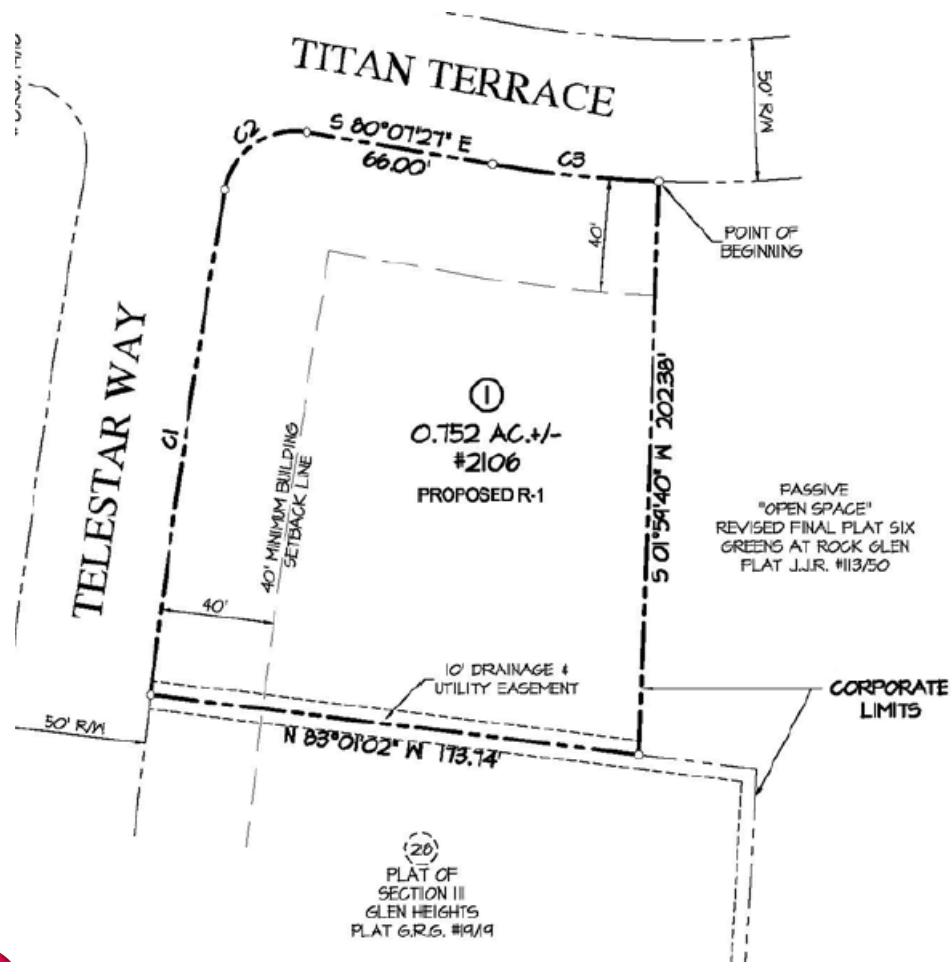 TITAN TERRACE
50' R/W
C2
S 80°07'27" E
66.00'
C3
40'
POINT OF
BEGINNING
TELESTAR WAY
C1
1
0.752 AC.+/-
#2106
PROPOSED R-1
S 01°59'40" W 202.38'
40' MINIMUM BUILDING
SETBACK LINE
PASSIVE
"OPEN SPACE"
REVISED FINAL PLAT SIX
GREENS AT ROCK GLEN
PLAT J.J.R. #113/50
40'
10' DRAINAGE &
UTILITY EASEMENT
CORPORATE
LIMITS
50' R/W
N 83°01'02" W 173.94'
PLAT OF
SECTION III
GLEN HEIGHTS
PLAT G.R.G. #19/19